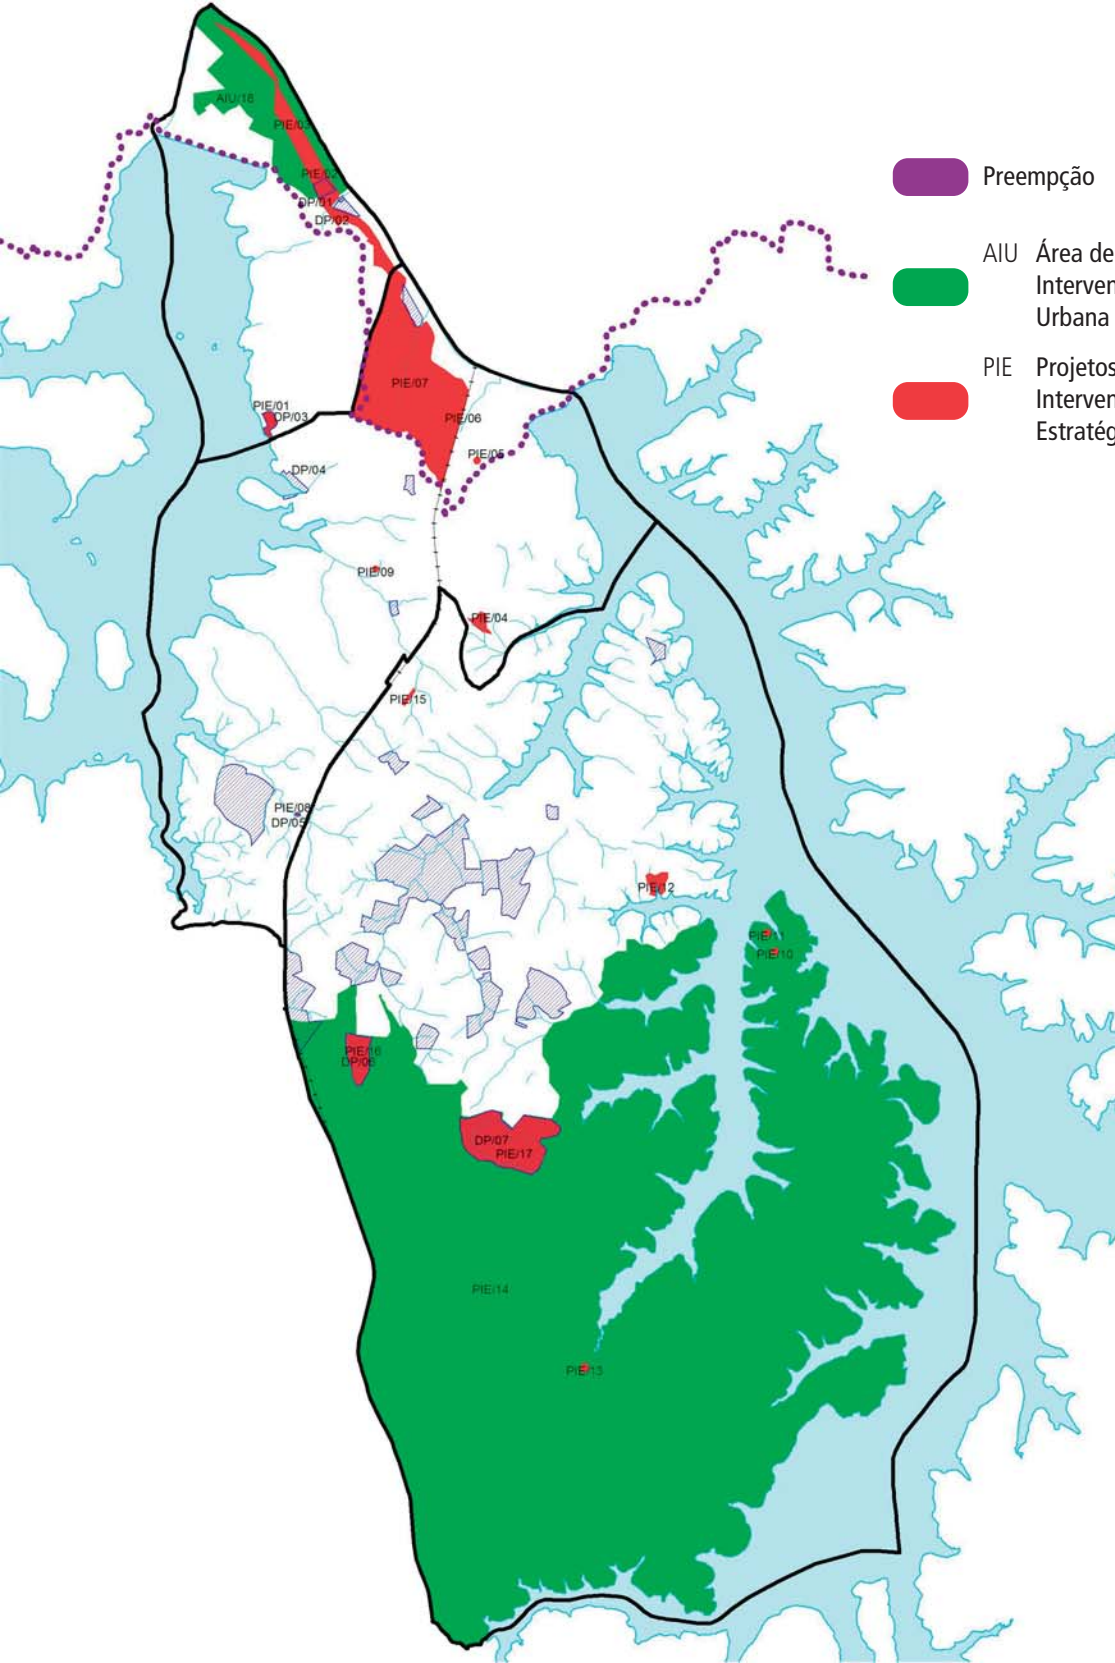 AIU/18
PIE/03
PIE/02
DP/01
DP/02
Preempção
AIU Área de
Interven
Urbana
PIE Projetos
Interven
Estratég
PIE/07
PIE/01
DP/03
PIE/06
PIE/05
DP/04
PIE/09
PIE/04
PIE/15
PIE/08
DP/05
PIE/12
PIE/11
PIE/10
PIE/16
DP/06
DP/07
PIE/17
PIE/14
PIE/13